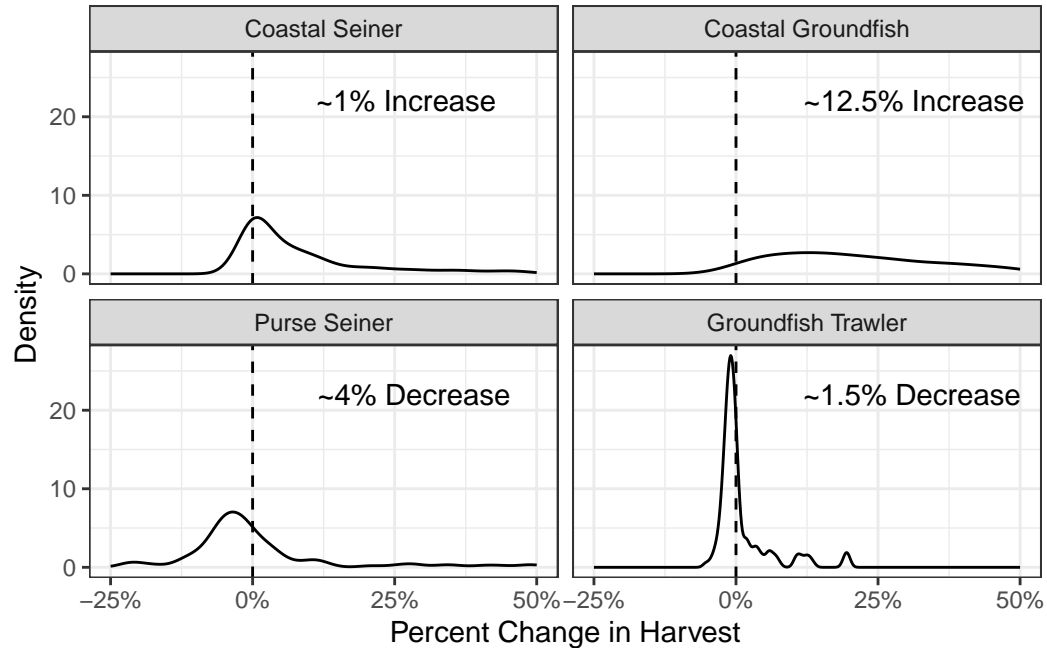 Coastal Seiner
Coastal Groundfish
~1% Increase
~12.5% Increase
20
10
0
Purse Seiner
Groundfish Trawler
~4% Decrease
~1.5% Decrease
20
10
0
Density
−25%
0%
25%
50%
−25%
0%
25%
50%
Percent Change in Harvest